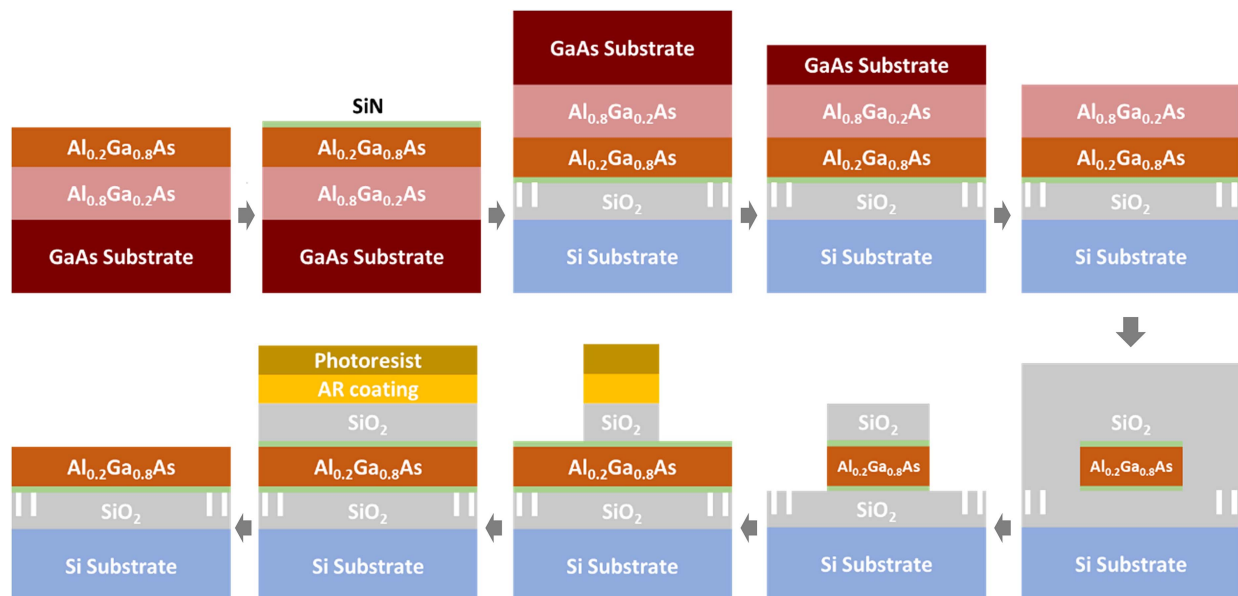 Al₀.₂Ga₀.₈As
Al₀.₈Ga₀.₂As
GaAs Substrate
SiN
Al₀.₂Ga₀.₈As
Al₀.₈Ga₀.₂As
GaAs Substrate
GaAs Substrate
Al₀.₈Ga₀.₂As
Al₀.₂Ga₀.₈As
SiO₂
Si Substrate
GaAs Substrate
Al₀.₈Ga₀.₂As
Al₀.₂Ga₀.₈As
SiO₂
Si Substrate
Al₀.₈Ga₀.₂As
Al₀.₂Ga₀.₈As
SiO₂
Si Substrate
Al₀.₂Ga₀.₈As
SiO₂
Si Substrate
Photoresist
AR coating
SiO₂
Al₀.₂Ga₀.₈As
SiO₂
Si Substrate
SiO₂
Al₀.₂Ga₀.₈As
SiO₂
Si Substrate
SiO₂
Al₀.₂Ga₀.₈As
SiO₂
Si Substrate
SiO₂
Al₀.₂Ga₀.₈As
Si Substrate